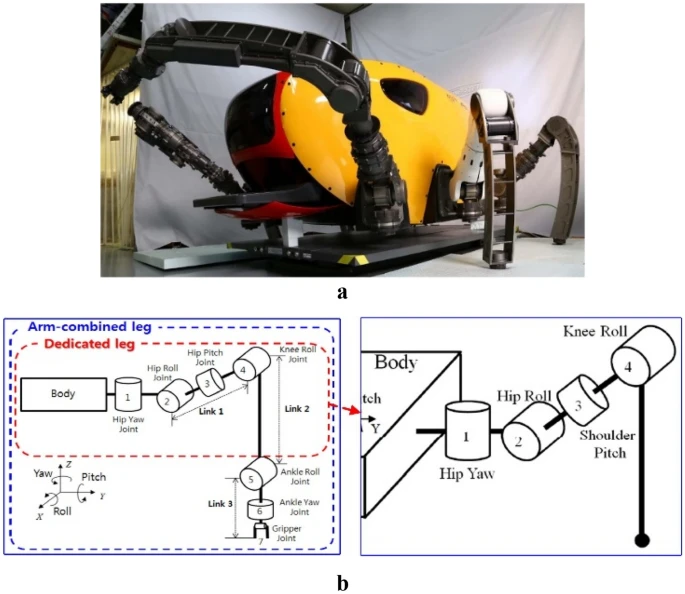 a
Arm-combined leg
Dedicated leg
Body
1
Hip Yaw
Joint
Hip Roll
Joint
2
Hip Pitch
Joint
3
4
Knee Roll
Joint
Link 1
Link 2
Z
Yaw
Pitch
Y
X
Roll
Ankle Roll
Joint
5
Link 3
Ankle Yaw
Joint
6
Gripper
Joint
7
Body
tch
Y
1
Hip Yaw
Hip Roll
2
3
Shoulder
Pitch
Knee Roll
4
b